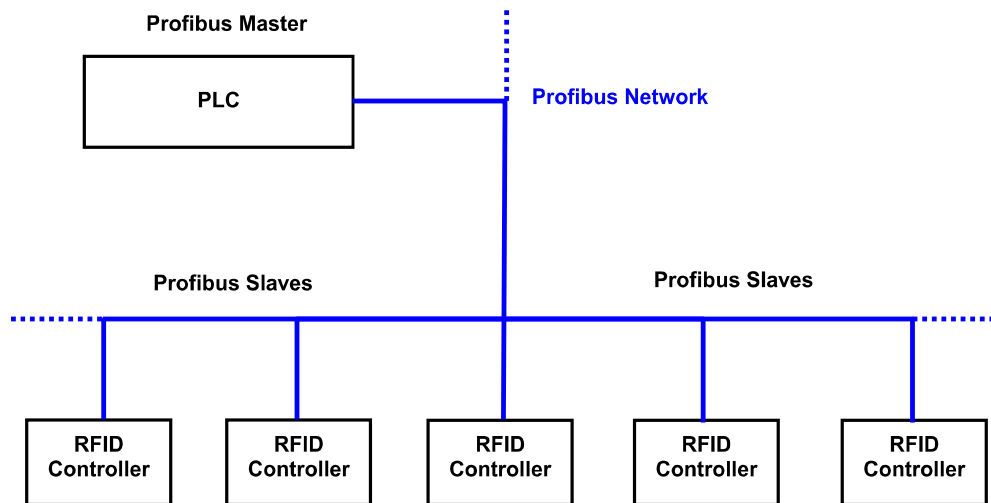 Profibus Master
PLC
Profibus Network
Profibus Slaves
Profibus Slaves
RFID
Controller
RFID
Controller
RFID
Controller
RFID
Controller
RFID
Controller